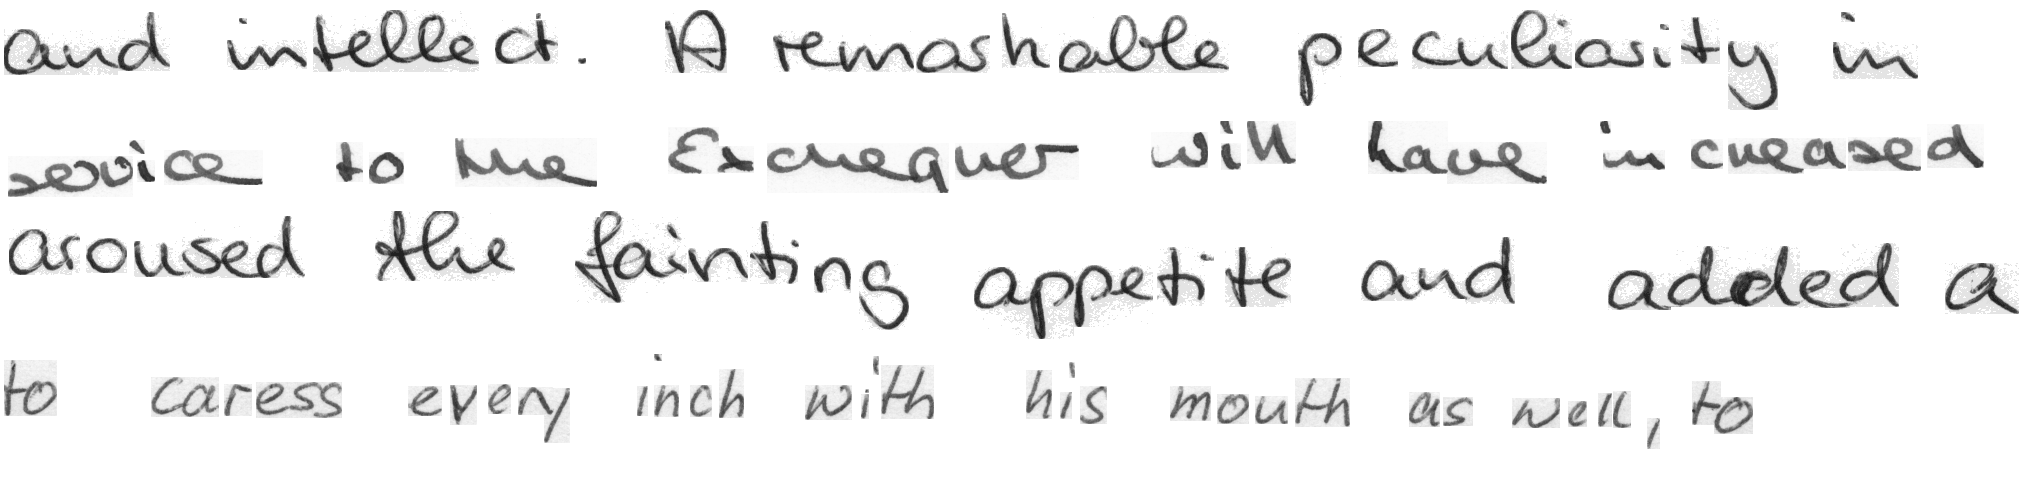 and intellect. A remarkable peculiarity in
service to the Exchequer will have increased
aroused the fainting appetite and added a
to caress every inch with his mouth as well, to